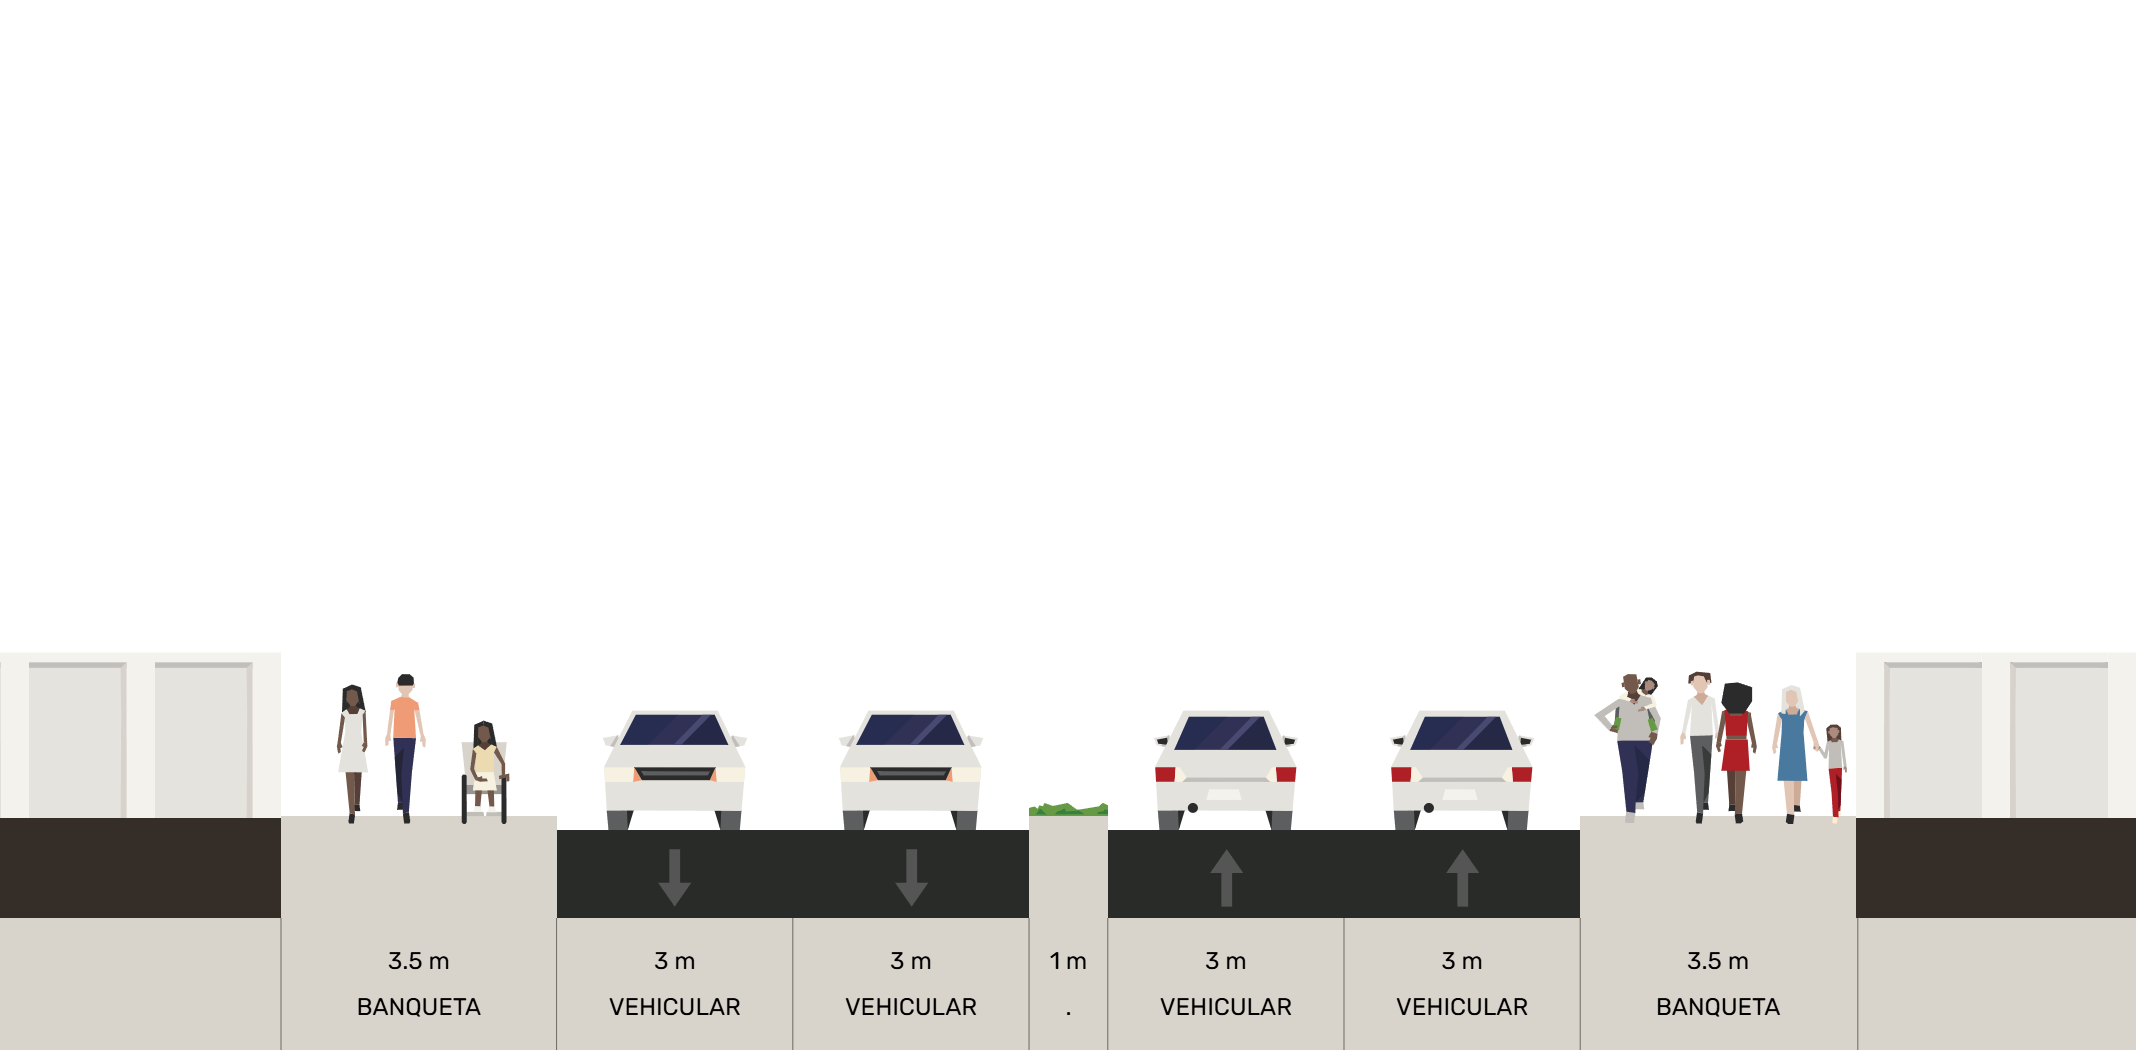 3.5 m
BANQUETA
3 m
VEHICULAR
3 m
VEHICULAR
1 m
.
3 m
VEHICULAR
3 m
VEHICULAR
3.5 m
BANQUETA